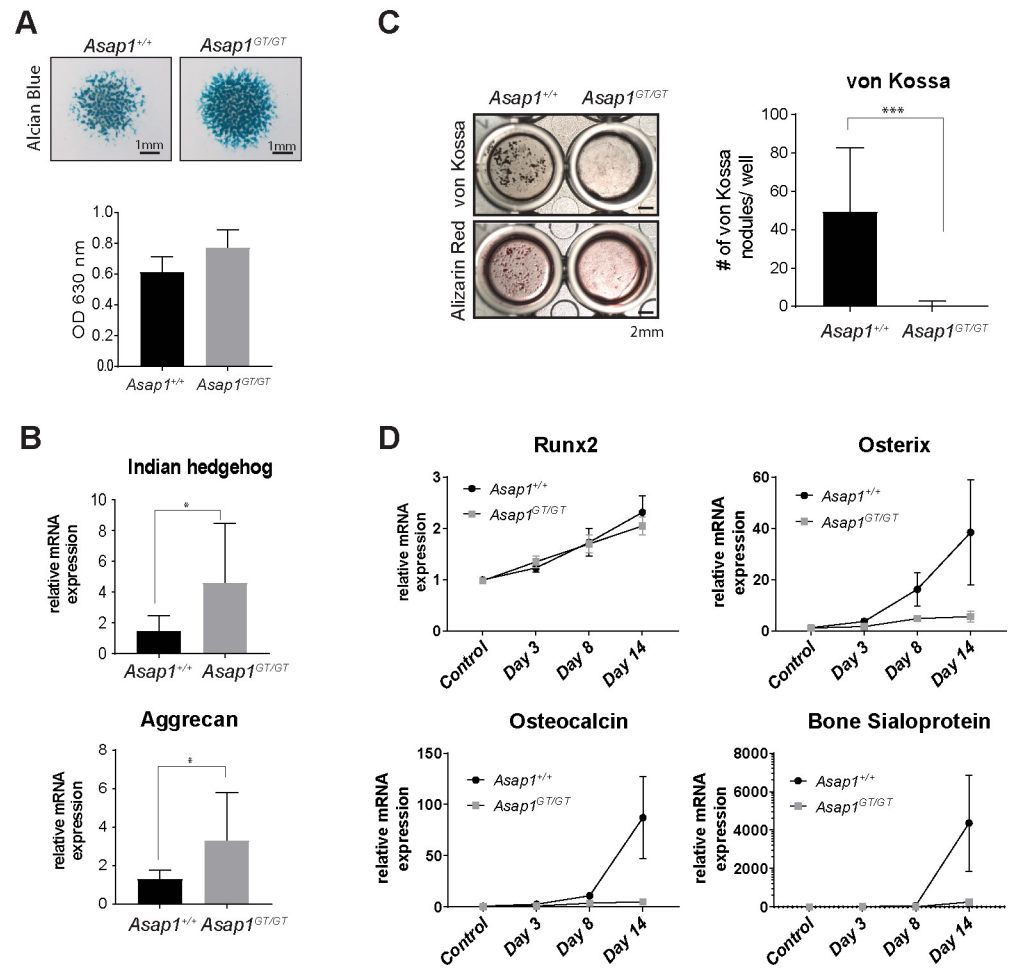 A
Asap1+/+ Asap1GT/GT
Alcian Blue
1mm 1mm
OD 630 nm
1.0
0.8
0.6
0.4
0.2
0.0
Asap1+/+ Asap1GT/GT
B
Indian hedgehog
relative mRNA
expression
10
8
6
4
2
0
*
Asap1+/+ Asap1GT/GT
Aggrecan
relative mRNA
expression
8
6
4
2
0
*
Asap1+/+ Asap1GT/GT
C
Asap1+/+ Asap1GT/GT
von Kossa
Alizarin Red
2mm
von Kossa
# of von Kossa
nodules/ well
100
80
60
40
20
0
***
Asap1+/+ Asap1GT/GT
D
Runx2
relative mRNA
expression
3
2
1
0
Asap1+/+
Asap1GT/GT
Control Day 3 Day 8 Day 14
Osterix
relative mRNA
expression
60
40
20
0
Asap1+/+
Asap1GT/GT
Control Day 3 Day 8 Day 14
Osteocalcin
relative mRNA
expression
150
100
50
0
Asap1+/+
Asap1GT/GT
Control Day 3 Day 8 Day 14
Bone Sialoprotein
relative mRNA
expression
8000
6000
4000
2000
0
Asap1+/+
Asap1GT/GT
Control Day 3 Day 8 Day 14